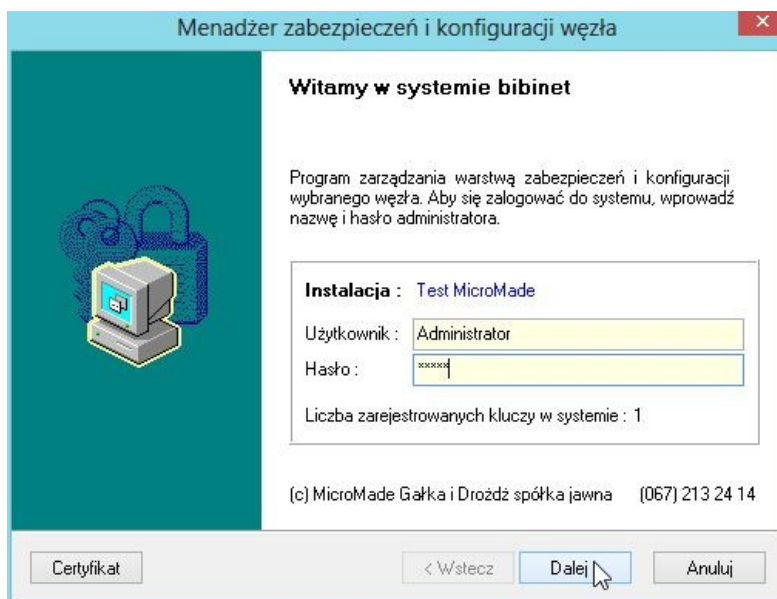 Menadżer zabezpieczeń i konfiguracji węzła
Witamy w systemie bibinet
Program zarządzania warstwą zabezpieczeń i konfiguracji
wybranego węzła. Aby się zalogować do systemu, wprowadź
nazwę i hasło administratora.
Instalacja : Test MicroMade
Użytkownik : Administrator
Hasło : *****
Liczba zarejestrowanych kluczy w systemie : 1
(c) MicroMade Gałka i Drożdż spółka jawna (067) 213 24 14
Certyfikat < Wstecz Dalej Anuluj